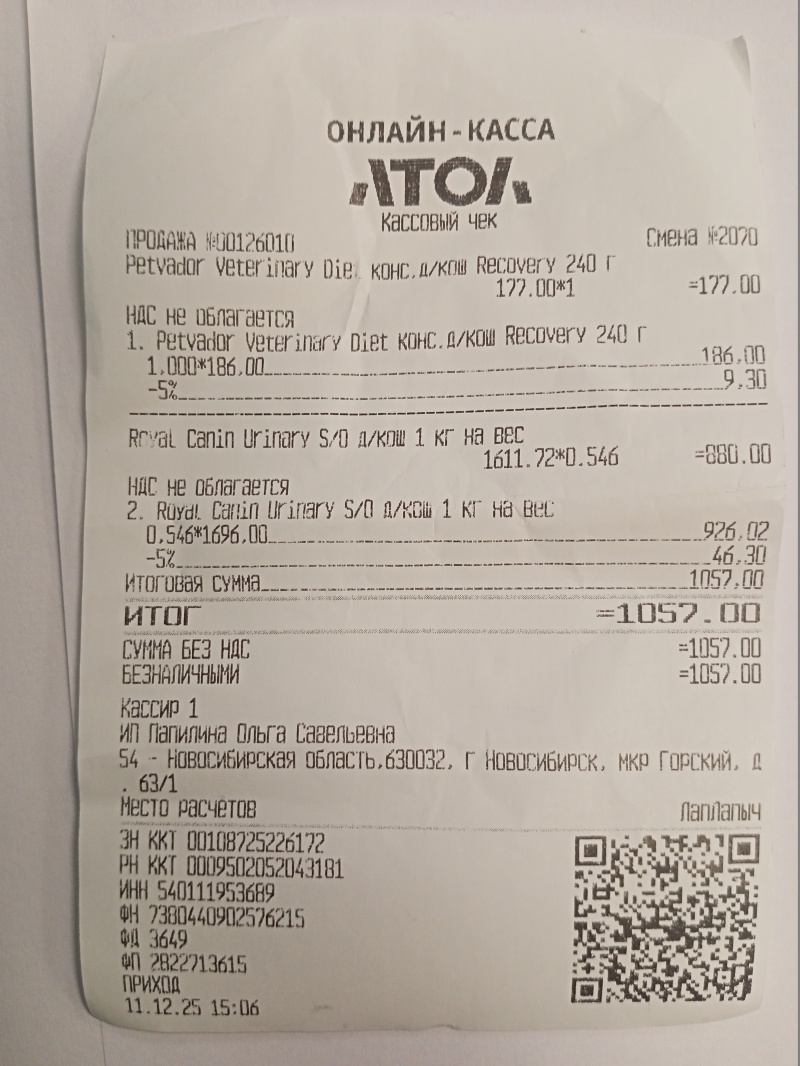 ОНЛАЙН-КАССА
АТОЛ
Кассовый чек
ПРОДАЖА №00126010 Смена №2070
Petvador Veterinary Die. конс.д/кош Recovery 240 г
177.00*1 =177.00
НДС не облагается
1. Petvador Veterinary Diet конс.д/кош Recovery 240 г
1,000*186,00 186,00
-5% 9,30
Royal Canin Urinary S/O д/кош 1 кг на вес
1611.72*0.546 =880.00
НДС не облагается
2. Royal Canin Urinary S/O д/кош 1 кг на вес
0,546*1696,00 926,02
-5% 46,30
Итоговая сумма 1057.00
ИТОГ =1057.00
СУММА БЕЗ НДС =1057.00
БЕЗНАЛИЧНЫМИ =1057.00
Кассир 1
ИП Папилина Ольга Савельевна
54 - Новосибирская область,630032, г Новосибирск, мкр Горский, д
. 63/1
Место расчетов ЛапЛапыч
ЗН ККТ 00108725226172
РН ККТ 0009502052043181
ИНН 540111953689
ФН 7380440902576215
ФД 3649
ФП 2822713615
ПРИХОД
11.12.25 15:06